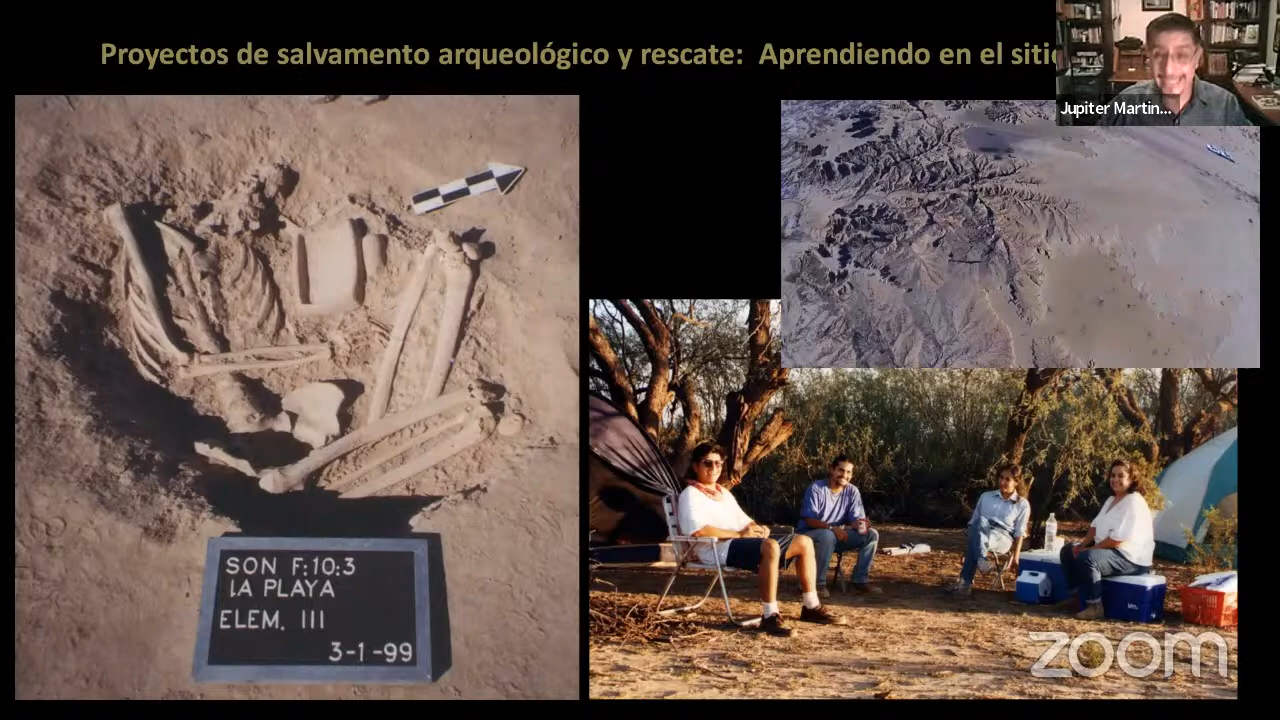 Proyectos de salvamento arqueológico y rescate:  Aprendiendo en el sitio
Jupiter Martin...
SON F:10:3
LA PLAYA
ELEM. III
3-1-99
zoom